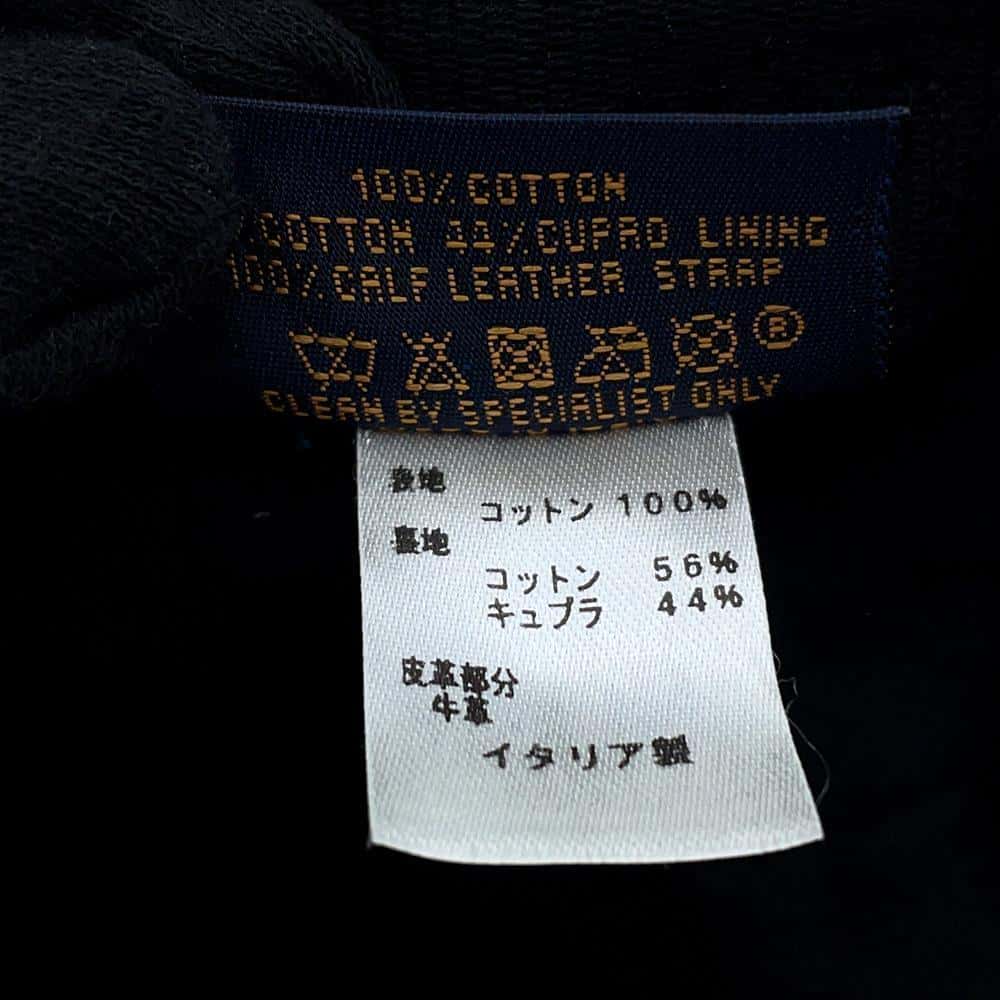 100% COTTON
%COTTON 44%CUPRO LINING
100%CALF LEATHER STRAP
®
CLEAN BY SPECIALIST ONLY
表地
コットン 100%
裏地
コットン 56%
キュプラ 44%
皮革部分
牛革
イタリア製